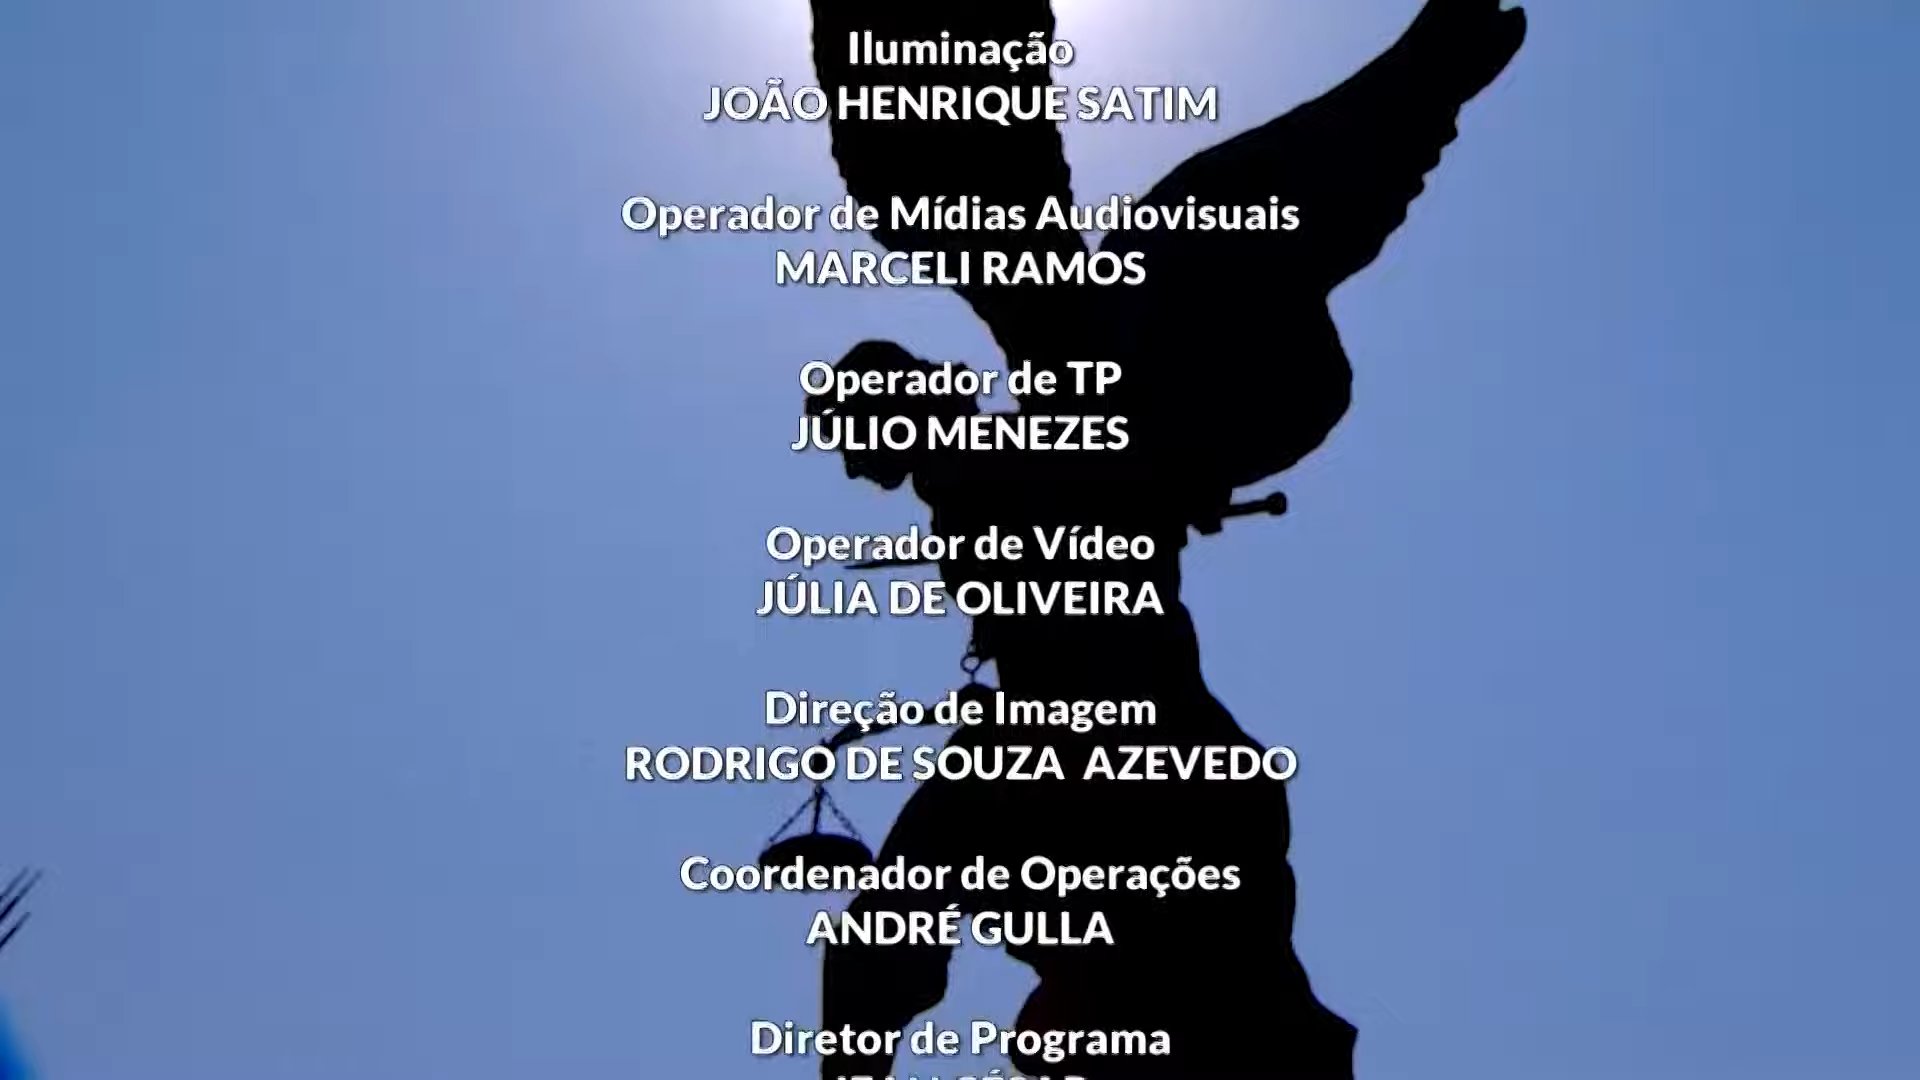 Iluminação
JOÃO HENRIQUE SATIM
Operador de Mídias Audiovisuais
MARCELI RAMOS
Operador de TP
JÚLIO MENEZES
Operador de Vídeo
JÚLIA DE OLIVEIRA
Direção de Imagem
RODRIGO DE SOUZA  AZEVEDO
Coordenador de Operações
ANDRÉ GULLA
Diretor de Programa